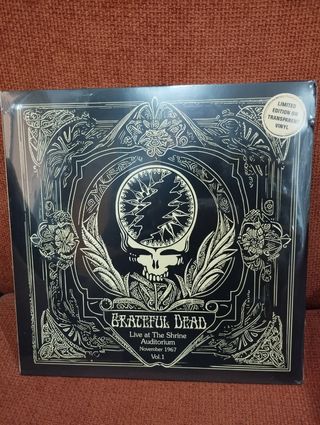 LIMITED
EDITION ON
TRANSPARENT
VINYL
GRATEFUL DEAD
Live at The Shrine
Auditorium
November 1967
Vol.1